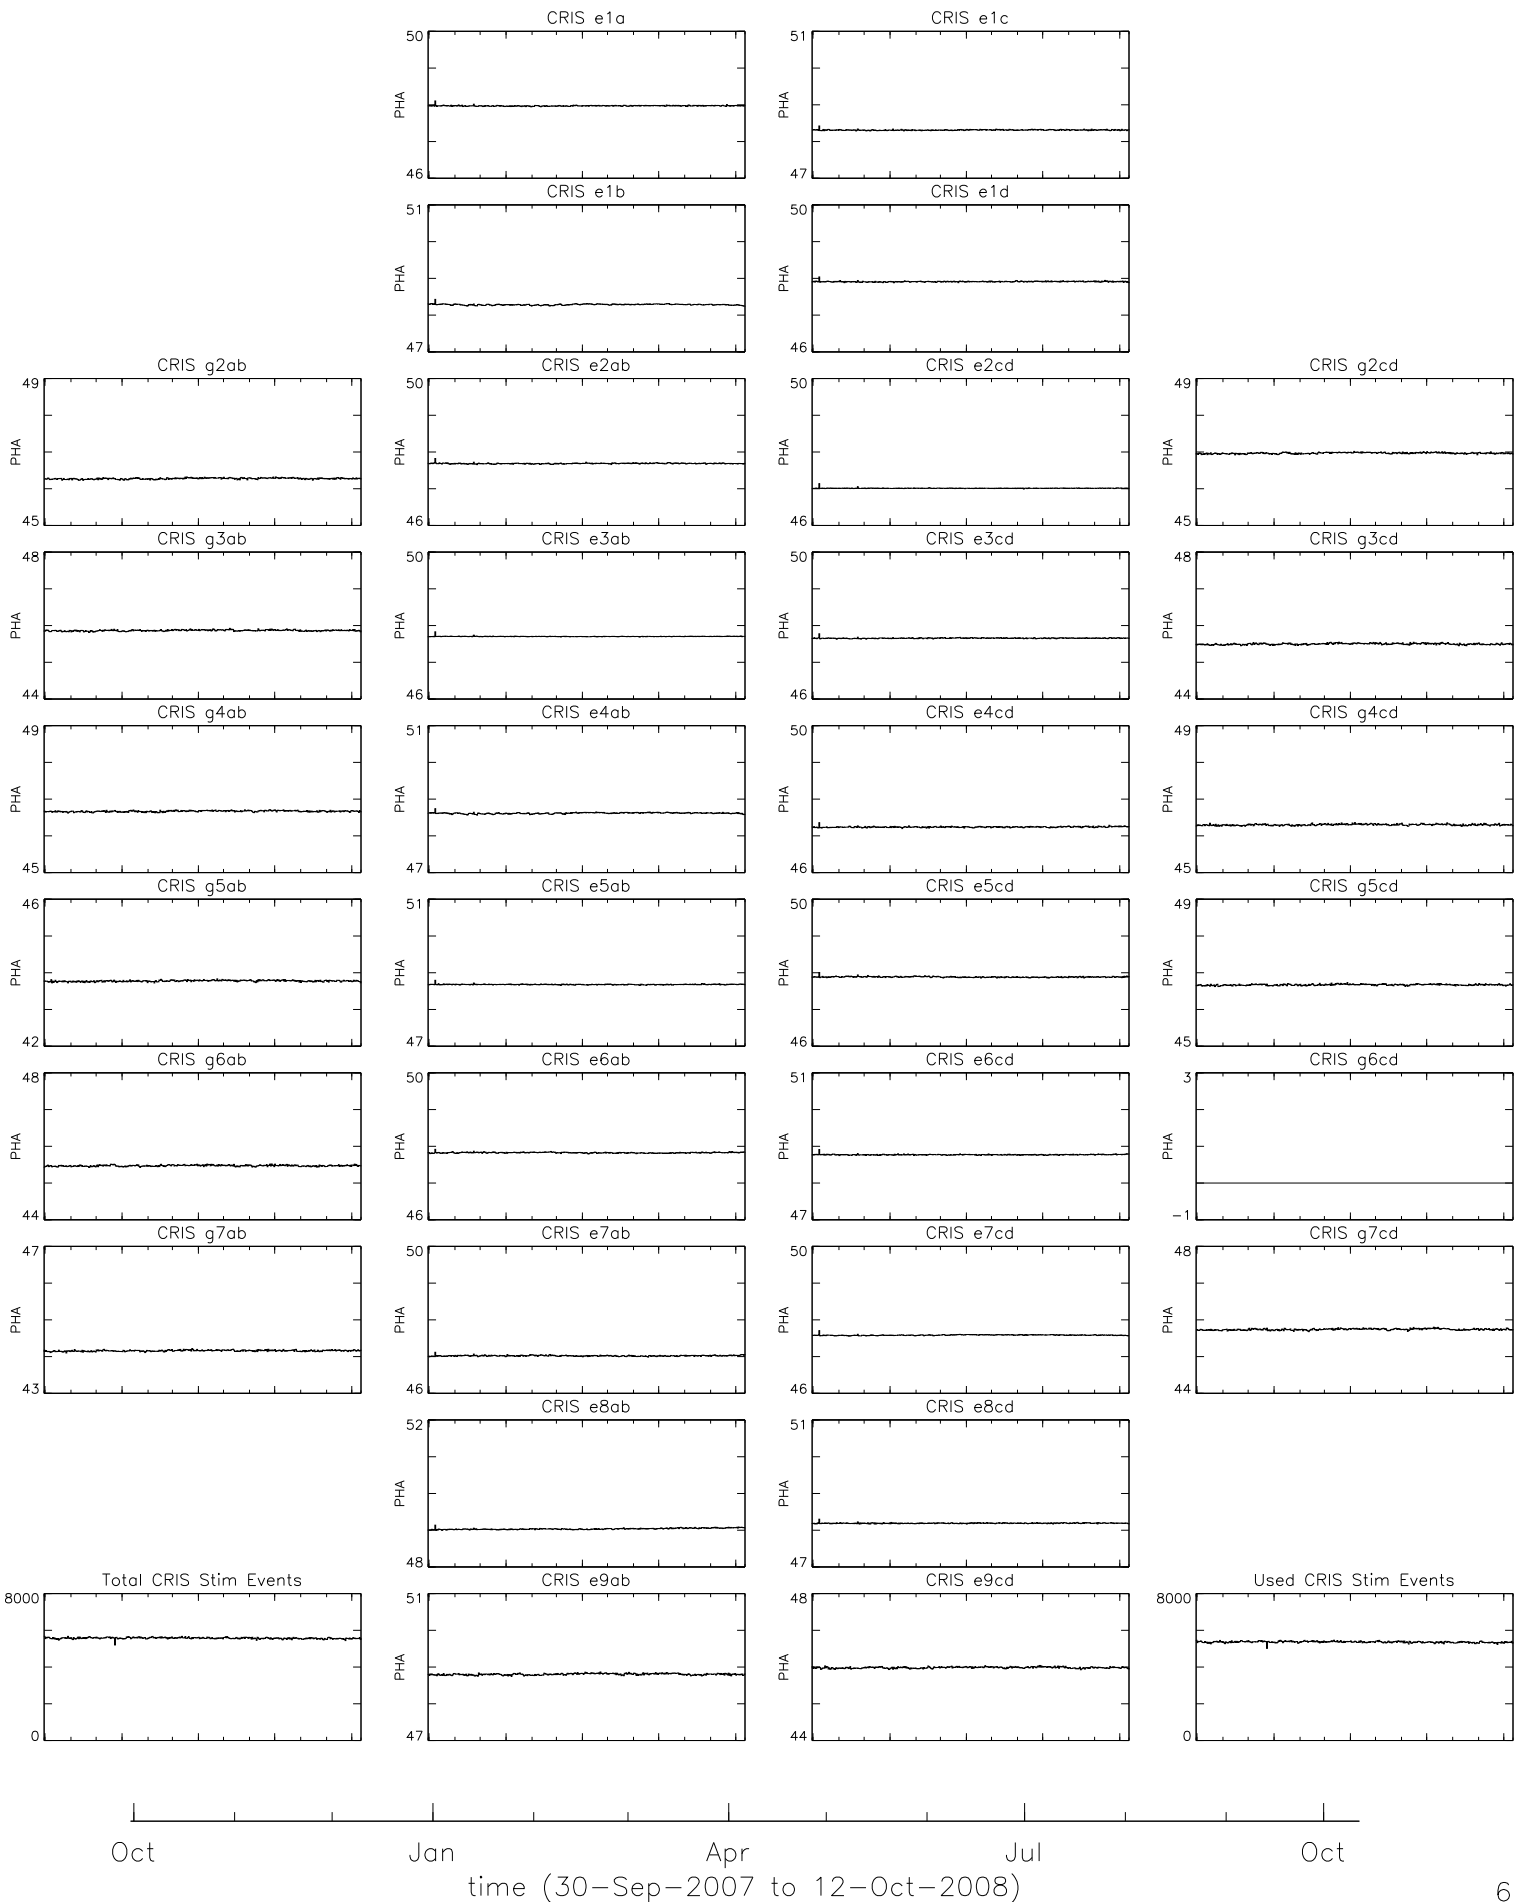 CRIS e1a
50
PHA
46
CRIS e1c
51
PHA
47
CRIS e1b
51
PHA
47
CRIS e1d
50
PHA
46
CRIS g2ab
49
PHA
45
CRIS e2ab
50
PHA
46
CRIS e2cd
50
PHA
46
CRIS g2cd
49
PHA
45
CRIS g3ab
48
PHA
44
CRIS e3ab
50
PHA
46
CRIS e3cd
50
PHA
46
CRIS g3cd
48
PHA
44
CRIS g4ab
49
PHA
45
CRIS e4ab
51
PHA
47
CRIS e4cd
50
PHA
46
CRIS g4cd
49
PHA
45
CRIS g5ab
46
PHA
42
CRIS e5ab
51
PHA
47
CRIS e5cd
50
PHA
46
CRIS g5cd
49
PHA
45
CRIS g6ab
48
PHA
44
CRIS e6ab
50
PHA
46
CRIS e6cd
51
PHA
47
CRIS g6cd
3
PHA
-1
CRIS g7ab
47
PHA
43
CRIS e7ab
50
PHA
46
CRIS e7cd
50
PHA
46
CRIS g7cd
48
PHA
44
CRIS e8ab
52
PHA
48
CRIS e8cd
51
PHA
47
Total CRIS Stim Events
8000
0
CRIS e9ab
51
PHA
47
CRIS e9cd
48
PHA
44
Used CRIS Stim Events
8000
0
Oct Jan Apr Jul Oct
time (30-Sep-2007 to 12-Oct-2008)
6